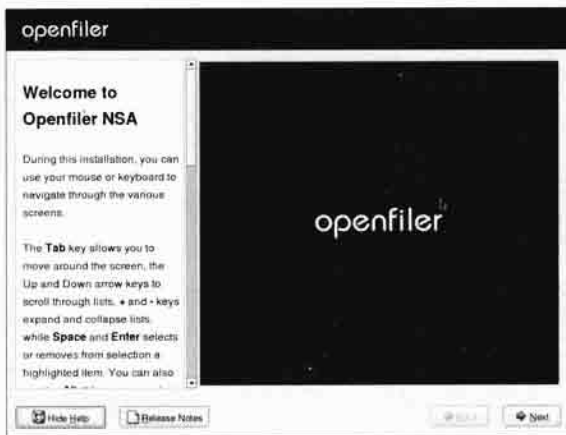 openfiler
Welcome to
Openfiler NSA
During this installation, you can
use your mouse or keyboard to
navigate through the various
screens.
The Tab key allows you to
move around the screen, the
Up and Down arrow keys to
scroll through lists, + and - keys
expand and collapse lists,
while Space and Enter selects
or removes from selection a
highlighted item. You can also
openfiler
Hide Help
Release Notes
Next